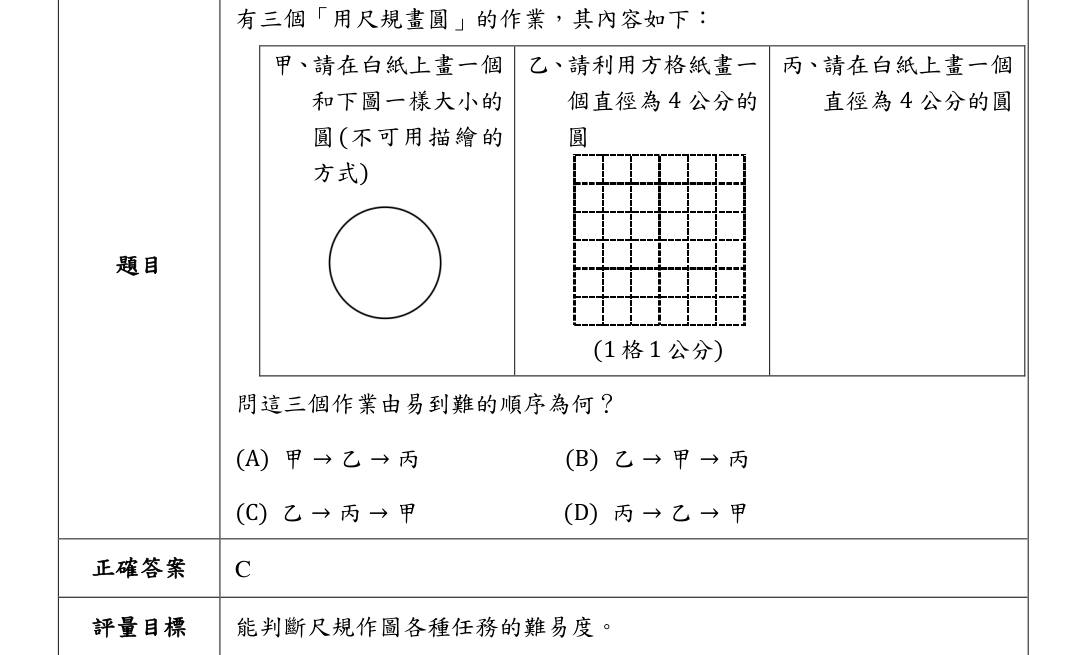 有三個「用尺規畫圓」的作業，其內容如下：
甲、請在白紙上畫一個
和下圖一樣大小的
圓(不可用描繪的
方式)
乙、請利用方格紙畫一
個直徑為 4 公分的
圓
(1 格 1 公分)
丙、請在白紙上畫一個
直徑為 4 公分的圓
題目
問這三個作業由易到難的順序為何？
(A) 甲 → 乙 → 丙
(B) 乙 → 甲 → 丙
(C) 乙 → 丙 → 甲
(D) 丙 → 乙 → 甲
正確答案
C
評量目標
能判斷尺規作圖各種任務的難易度。